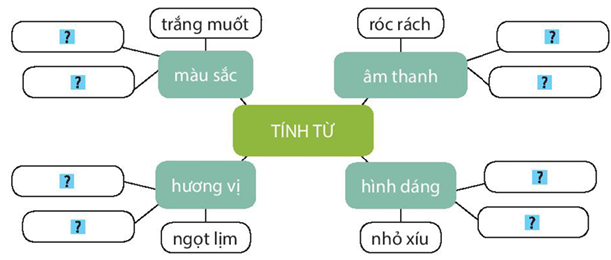 trắng muốt
róc rách
?
?
màu sắc
âm thanh
?
?
TÍNH TỪ
?
?
hương vị
hình dáng
?
?
ngọt lịm
nhỏ xíu